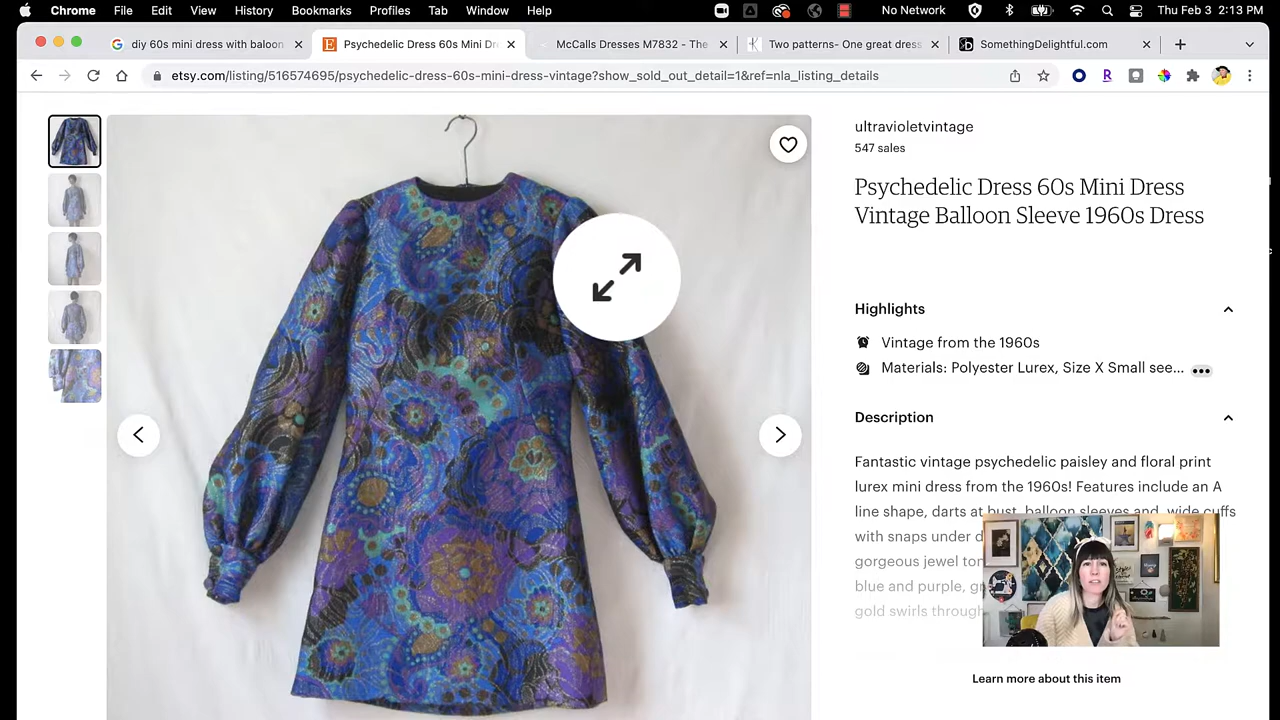 Chrome File Edit View History Bookmarks Profiles Tab Window Help No Network Thu Feb 3 2:13 PM
diy 60s mini dress with baloon Psychedelic Dress 60s Mini Dr McCalls Dresses M7832 - The Two patterns- One great dress SomethingDelightful.com
etsy.com/listing/516574695/psychedelic-dress-60s-mini-dress-vintage?show_sold_out_detail=1&ref=nla_listing_details
ultravioletvintage
547 sales
Psychedelic Dress 60s Mini Dress
Vintage Balloon Sleeve 1960s Dress
Highlights
Vintage from the 1960s
Materials: Polyester Lurex, Size X Small see...
Description
Fantastic vintage psychedelic paisley and floral print
lurex mini dress from the 1960s! Features include an A
line shape, darts at bust, balloon sleeves and wide cuffs
with snaps under
gorgeous jewel ton
blue and purple, gr
gold swirls through
Learn more about this item